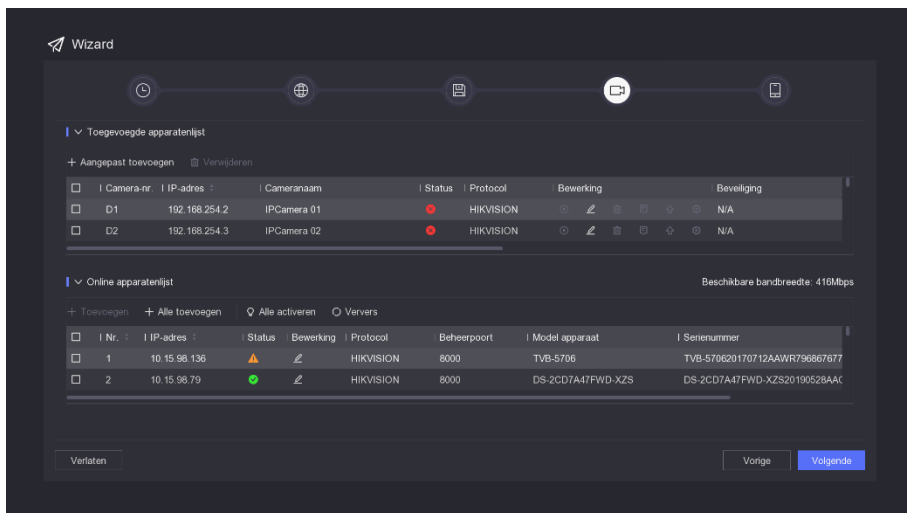 Wizard
Toegevoegde apparatenlijst
Aangepast toevoegen Verwijderen
Camera-nr. IP-adres Cameranaam Status Protocol Bewerking Beveiliging
D1 192.168.254.2 IPCamera 01 HIKVISION N/A
D2 192.168.254.3 IPCamera 02 HIKVISION N/A
Online apparatenlijst Beschikbare bandbreedte: 416Mbps
Toevoegen Alle toevoegen Alle activeren Ververs
Nr. IP-adres Status Bewerking Protocol Beheerpoort Model apparaat Serienummer
1 10.15.98.136 HIKVISION 8000 TVB-5706 TVB-570620170712AAWR796867677
2 10.15.98.79 HIKVISION 8000 DS-2CD7A47FWD-XZS DS-2CD7A47FWD-XZS20190528AAC
Verlaten Vorige Volgende